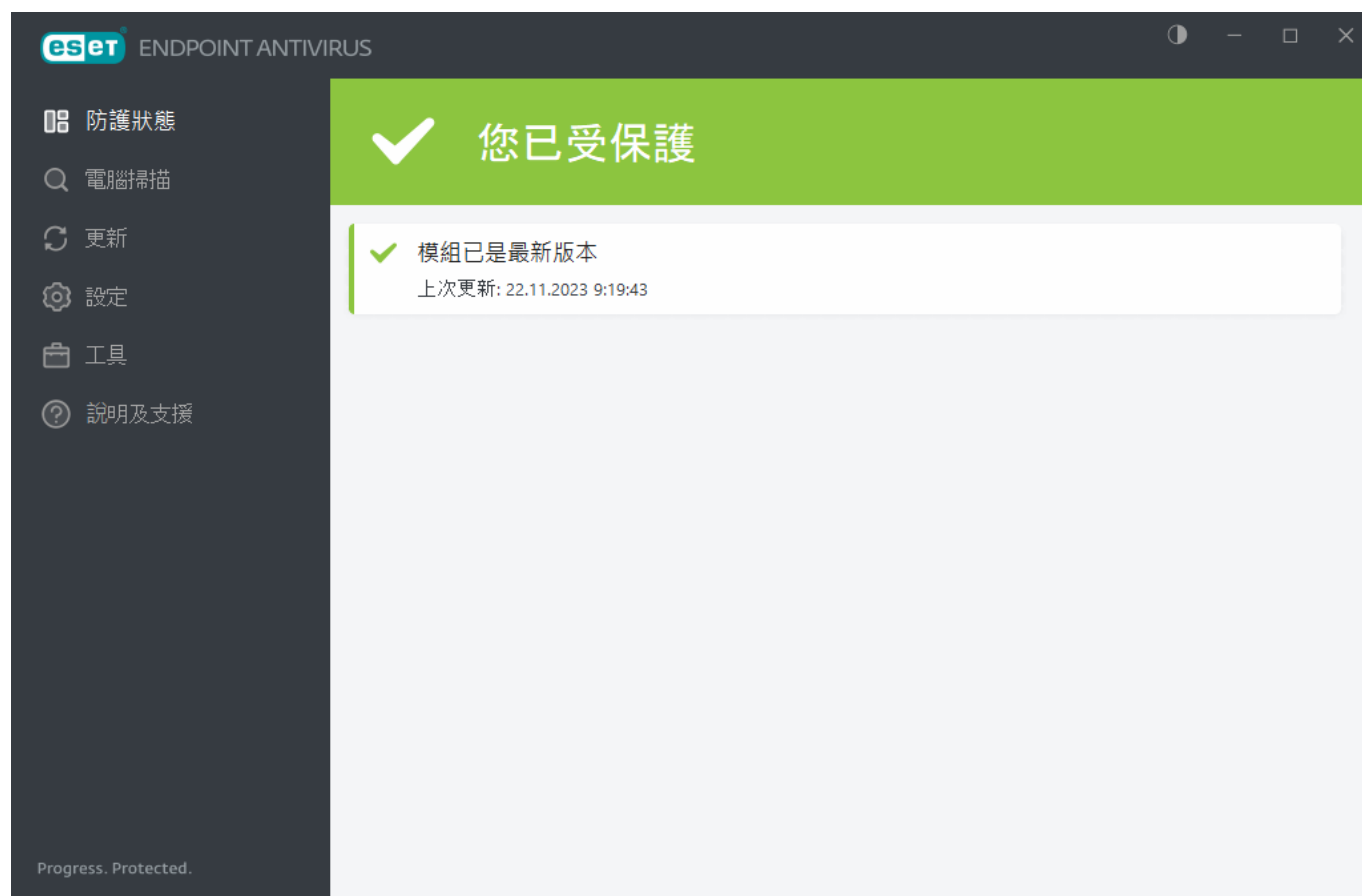 eset® ENDPOINT ANTIVIRUS
防護狀態
電腦掃描
更新
設定
工具
說明及支援
Progress. Protected.
您已受保護
模組已是最新版本
上次更新: 22.11.2023 9:19:43